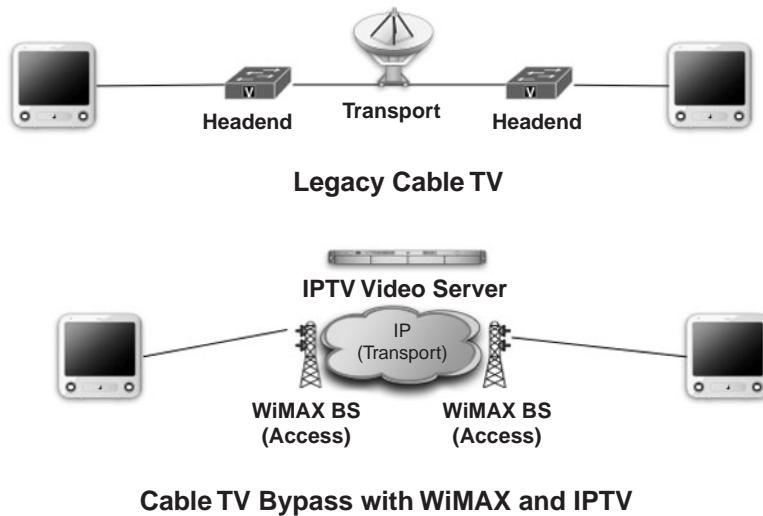 V
V
Headend
Transport
Headend
Legacy Cable TV
IPTV Video Server
IP
(Transport)
WiMAX BS
(Access)
WiMAX BS
(Access)
Cable TV Bypass with WiMAX and IPTV